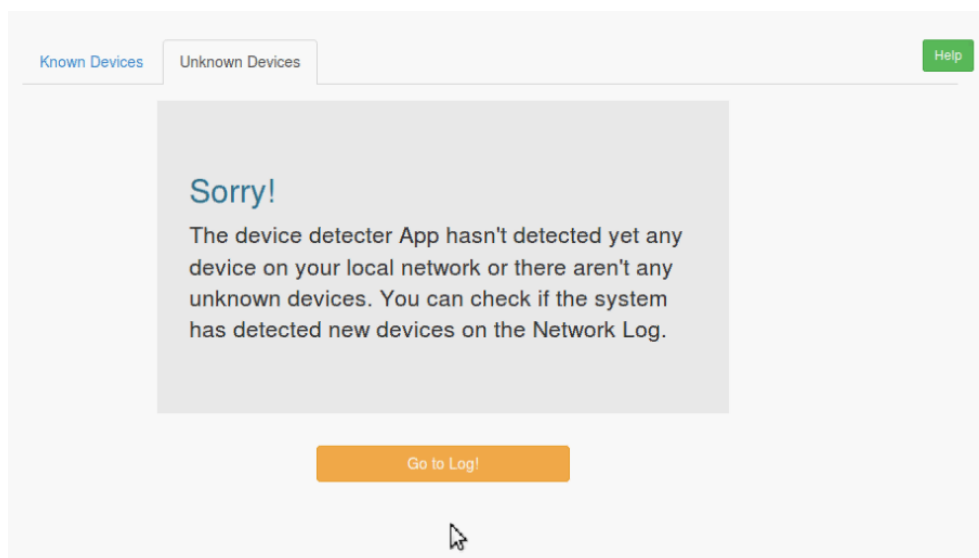 Known Devices
Unknown Devices
Help
Sorry!
The device detecter App hasn't detected yet any
device on your local network or there aren't any
unknown devices. You can check if the system
has detected new devices on the Network Log.
Go to Log!